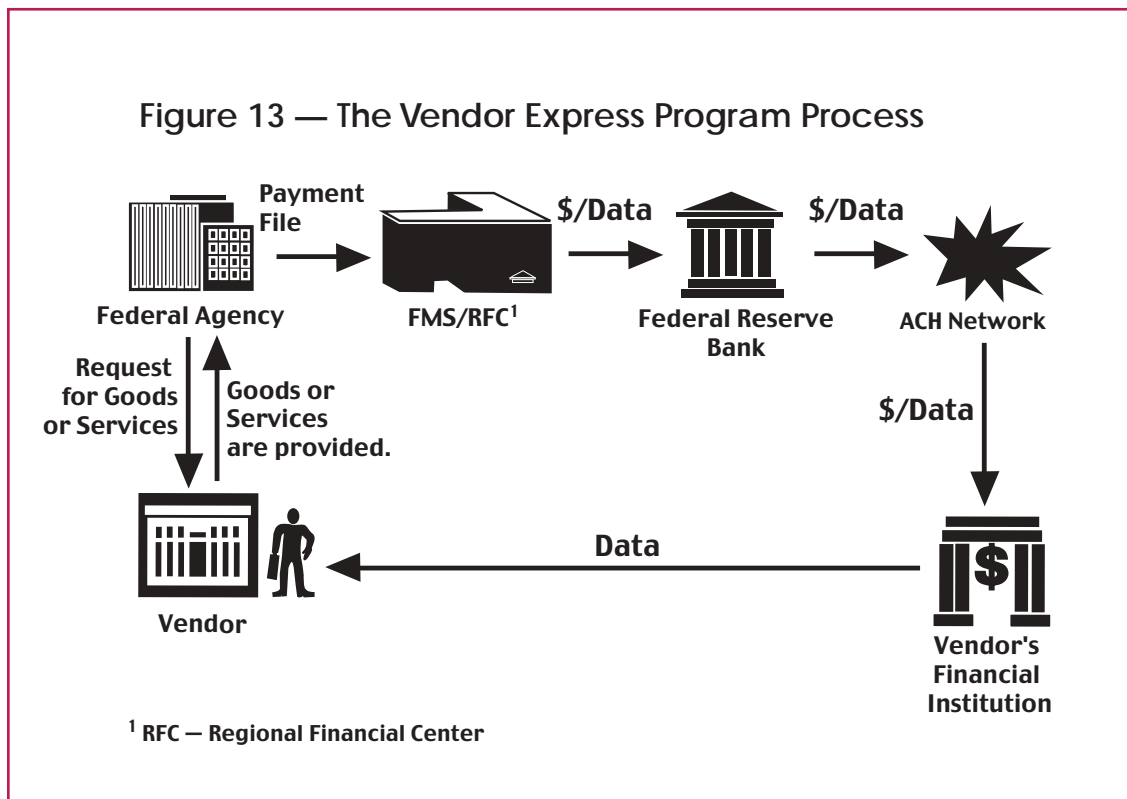 Figure 13 — The Vendor Express Program Process
Payment
File
$/Data
$/Data
Federal Agency
FMS/RFC¹
Federal Reserve
Bank
ACH Network
Request
for Goods
or Services
Goods or
Services
are provided.
$/Data
Data
Vendor
$
Vendor's
Financial
Institution
¹ RFC — Regional Financial Center